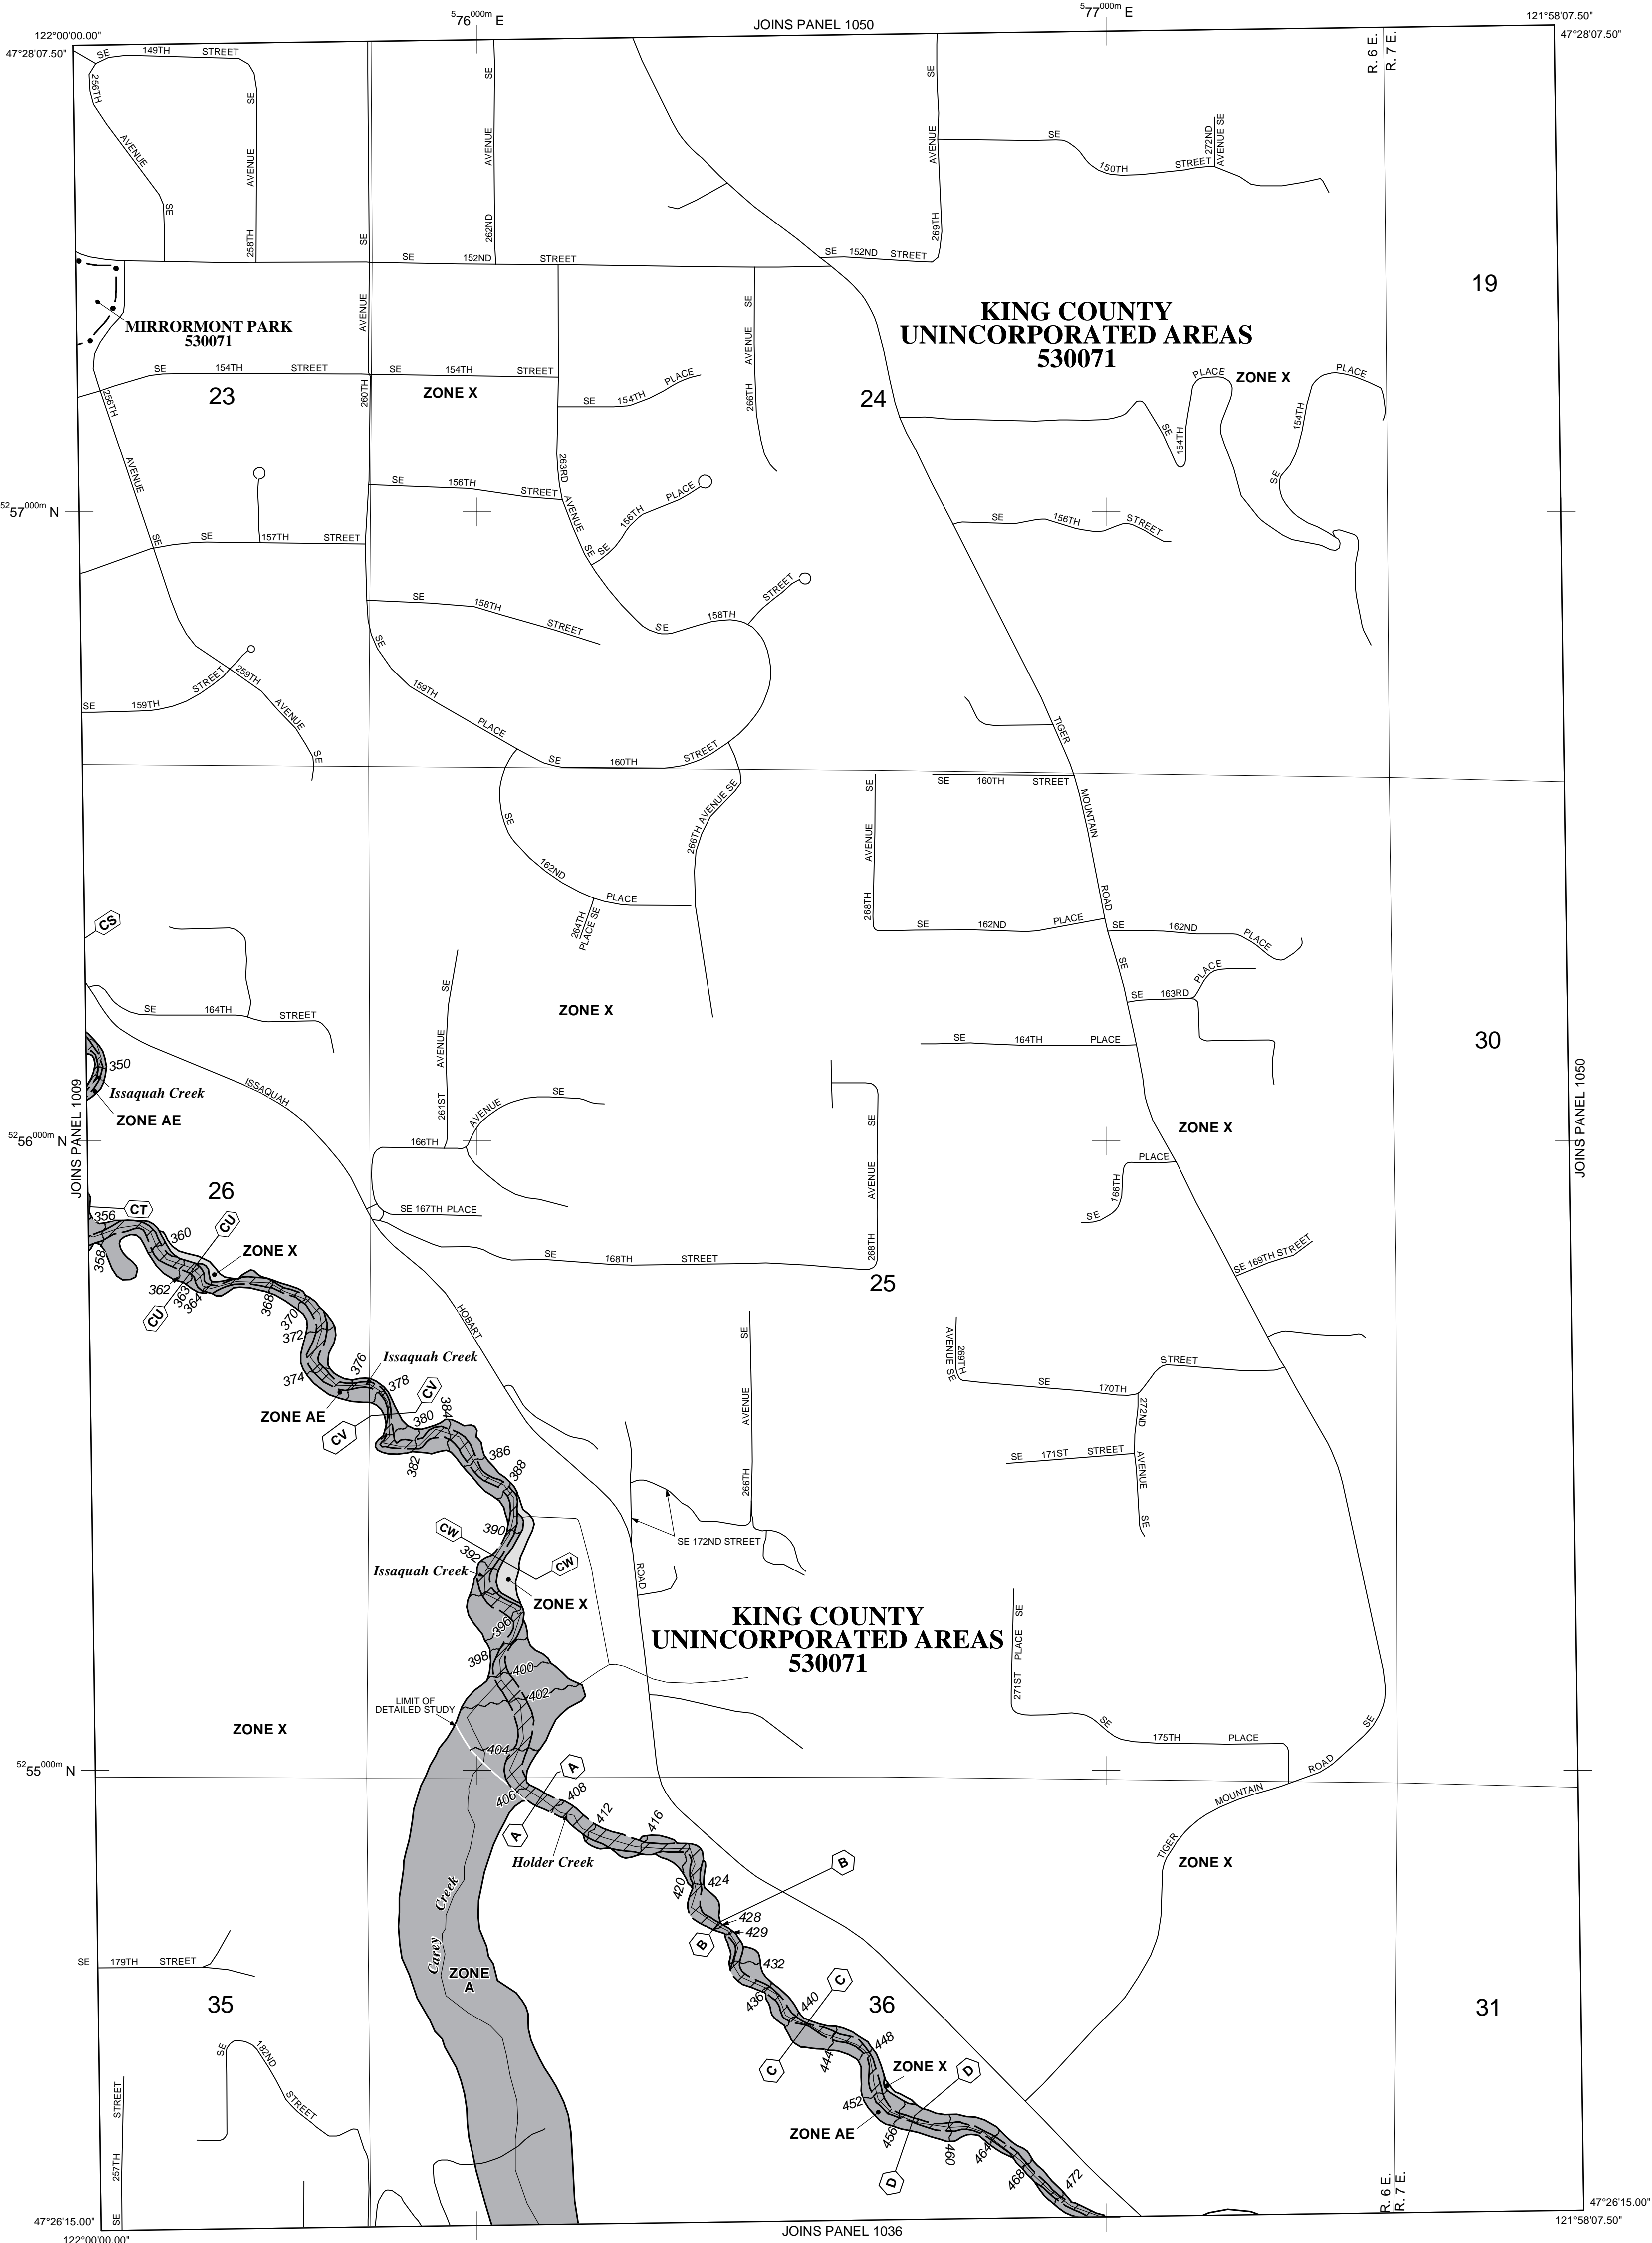 ⁵76⁰⁰⁰ᵐ E
JOINS PANEL 1050
⁵77⁰⁰⁰ᵐ E
122°00'00.00"
47°28'07.50"
121°58'07.50"
47°28'07.50"
R. 6 E.
R. 7 E.
SE 149TH STREET
256TH AVENUE SE
258TH AVENUE SE
260TH AVENUE SE
262ND AVENUE SE
269TH AVENUE SE
SE 150TH STREET
272ND AVENUE SE
SE 152ND STREET
SE 152ND STREET
MIRRORMONT PARK
530071
KING COUNTY
UNINCORPORATED AREAS
530071
19
SE 154TH STREET
SE 154TH STREET
23
ZONE X
SE 154TH PLACE
266TH AVENUE SE
24
SE 154TH PLACE
ZONE X
SE 154TH PLACE
256TH AVENUE SE
263RD AVENUE SE
SE 156TH STREET
SE 156TH PLACE
⁵²57⁰⁰⁰ᵐ N
SE 156TH STREET
SE 157TH STREET
SE 158TH STREET
SE 158TH STREET
SE 159TH STREET
259TH AVENUE SE
SE 159TH PLACE
SE 160TH STREET
TIGER MOUNTAIN ROAD SE
SE 160TH STREET
266TH AVENUE SE
SE 162ND PLACE
264TH PLACE SE
268TH AVENUE SE
SE 162ND PLACE
SE 162ND PLACE
CS
SE 164TH STREET
ZONE X
SE 163RD PLACE
SE 164TH PLACE
30
350
Issaquah Creek
ZONE AE
JOINS PANEL 1009
JOINS PANEL 1050
⁵²56⁰⁰⁰ᵐ N
ISSAQUAH HOBART ROAD
261ST AVENUE SE
166TH AVENUE SE
SE 167TH PLACE
SE 168TH STREET
268TH AVENUE SE
ZONE X
SE 166TH PLACE
SE 169TH STREET
26
CT
356
358
360
CU
ZONE X
362
363
364
CU
368
370
372
374
376
Issaquah Creek
378
CV
ZONE AE
CV
380
384
382
386
388
25
266TH AVENUE SE
269TH AVENUE SE
SE 170TH STREET
272ND AVENUE SE
SE 171ST STREET
SE 172ND STREET
390
CW
392
CW
Issaquah Creek
ZONE X
396
398
400
402
404
406
LIMIT OF
DETAILED STUDY
KING COUNTY
UNINCORPORATED AREAS
530071
271ST PLACE SE
SE 175TH PLACE
TIGER MOUNTAIN ROAD SE
ZONE X
⁵²55⁰⁰⁰ᵐ N
A
408
412
416
A
Holder Creek
420
424
B
428
429
B
ZONE X
Carey Creek
ZONE
A
432
436
440
C
36
31
SE 179TH STREET
35
444
448
C
ZONE X
D
452
ZONE AE
456
460
464
468
472
D
SE 182ND STREET
SE 257TH STREET
R. 6 E.
R. 7 E.
47°26'15.00"
122°00'00.00"
JOINS PANEL 1036
47°26'15.00"
121°58'07.50"